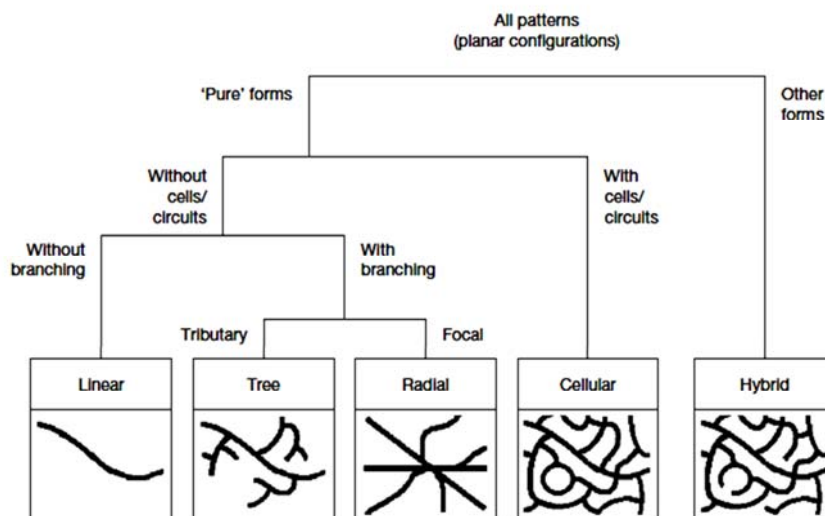 All patterns
(planar configurations)
‘Pure’ forms
Other
forms
Without
cells/
circuits
With
cells/
circuits
Without
branching
With
branching
Tributary
Focal
Linear
Tree
Radial
Cellular
Hybrid